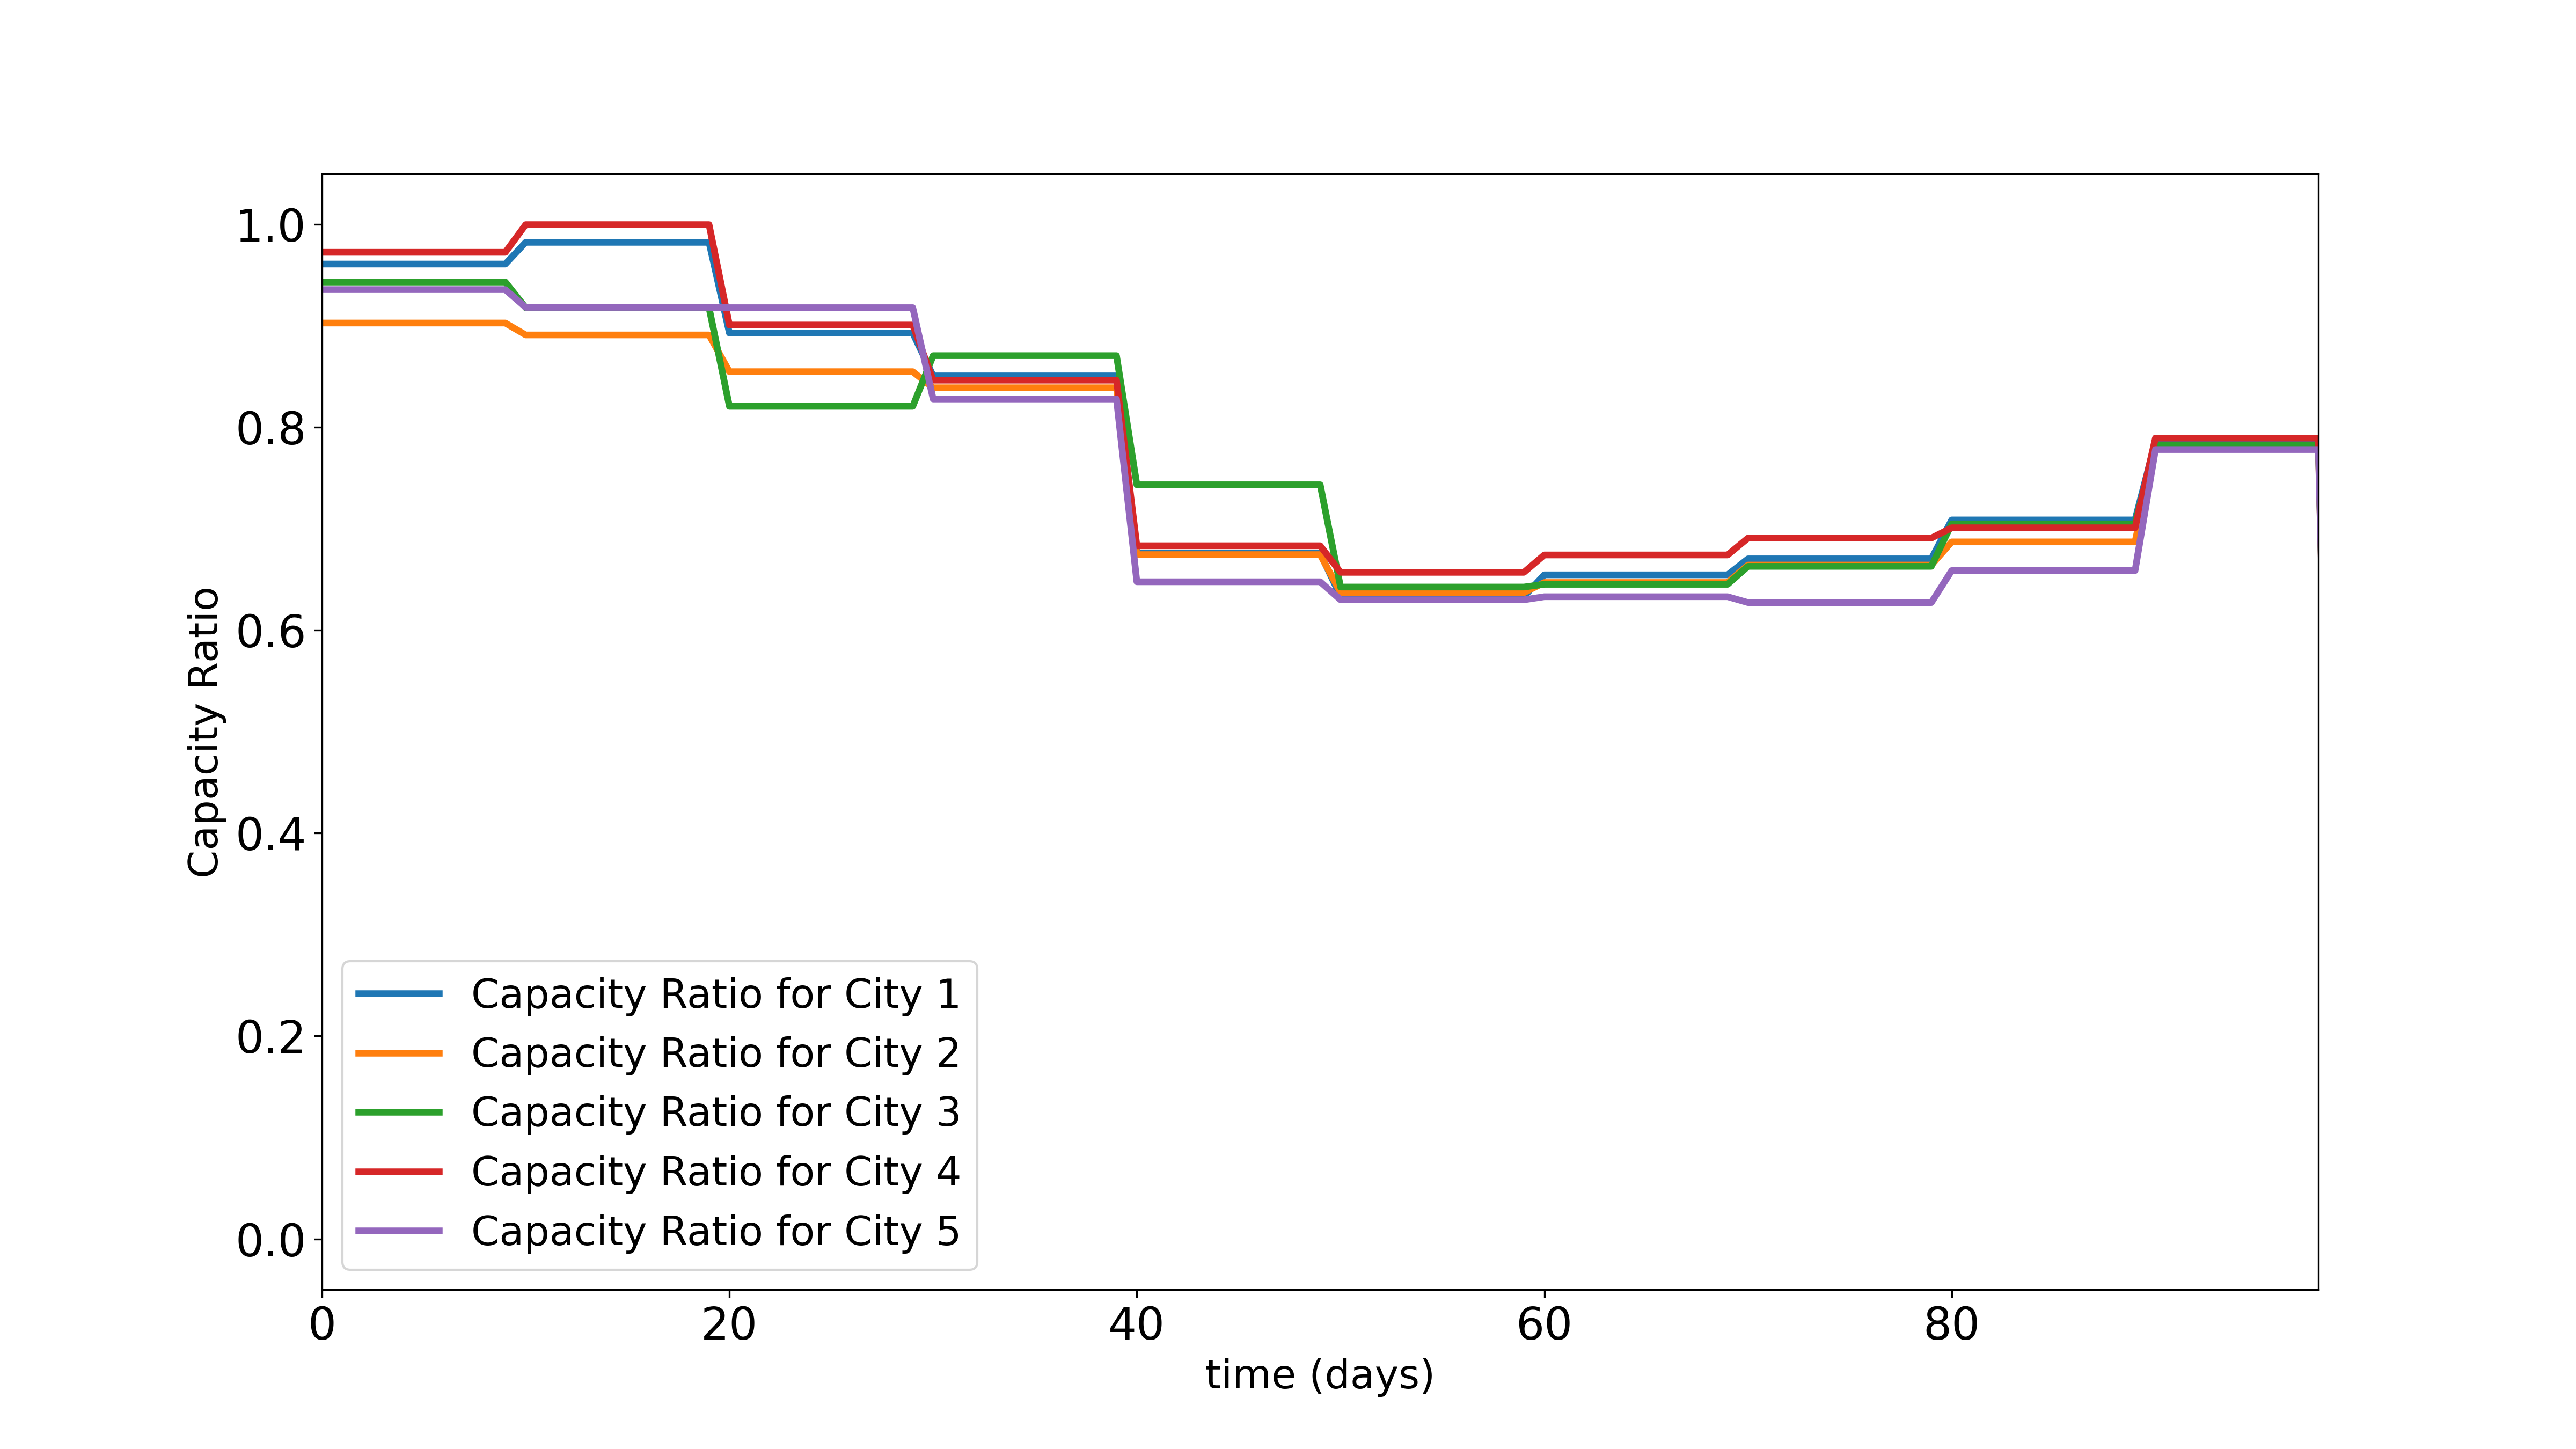 1.0
0.8
0.6
0.4
0.2
0.0
Capacity Ratio
Capacity Ratio for City 1
Capacity Ratio for City 2
Capacity Ratio for City 3
Capacity Ratio for City 4
Capacity Ratio for City 5
0 20 40 60 80
time (days)